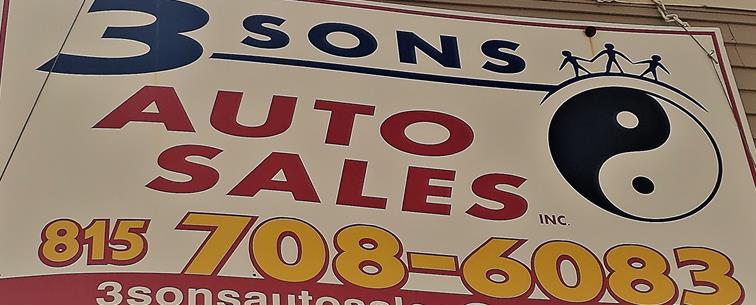 3 SONS
AUTO
SALES INC.
815 708-6083